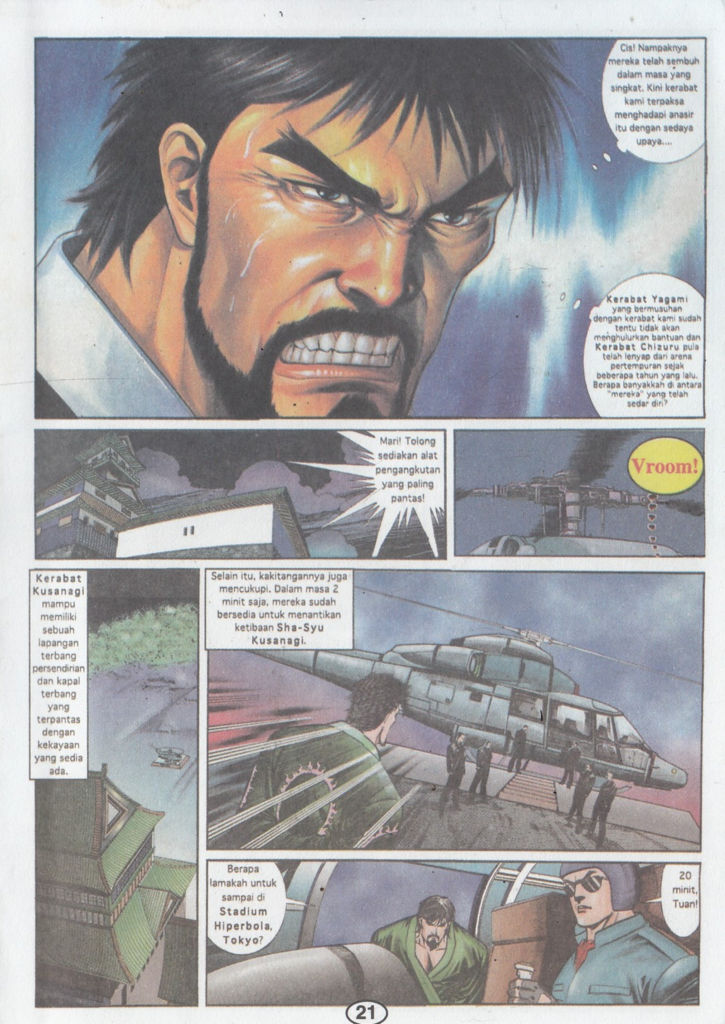 Cis! Nampaknya
mereka telah sembuh
dalam masa yang
singkat. Kini kerabat
kami terpaksa
menghadapi anasir
itu dengan sedaya
upaya....
Kerabat Yagami
yang bermusuhan
dengan kerabat kami sudah
tentu tidak akan
menghulurkan bantuan dan
Kerabat Chizuru pula
telah lenyap dari arena
pertempuran sejak
beberapa tahun yang lalu.
Berapa banyakkah di antara
"mereka" yang telah
sedar diri?
Mari! Tolong
sediakan alat
pengangkutan
yang paling
pantas!
Vroom!
Kerabat
Kusanagi
mampu
memiliki
sebuah
lapangan
terbang
persendirian
dan kapal
terbang
yang
terpantas
dengan
kekayaan
yang sedia
ada.
Selain itu, kakitangannya juga
mencukupi. Dalam masa 2
minit saja, mereka sudah
bersedia untuk menantikan
ketibaan Sha-Syu
Kusanagi.
Berapa
lamakah untuk
sampai di
Stadium
Hiperbola,
Tokyo?
20
minit,
Tuan!
21